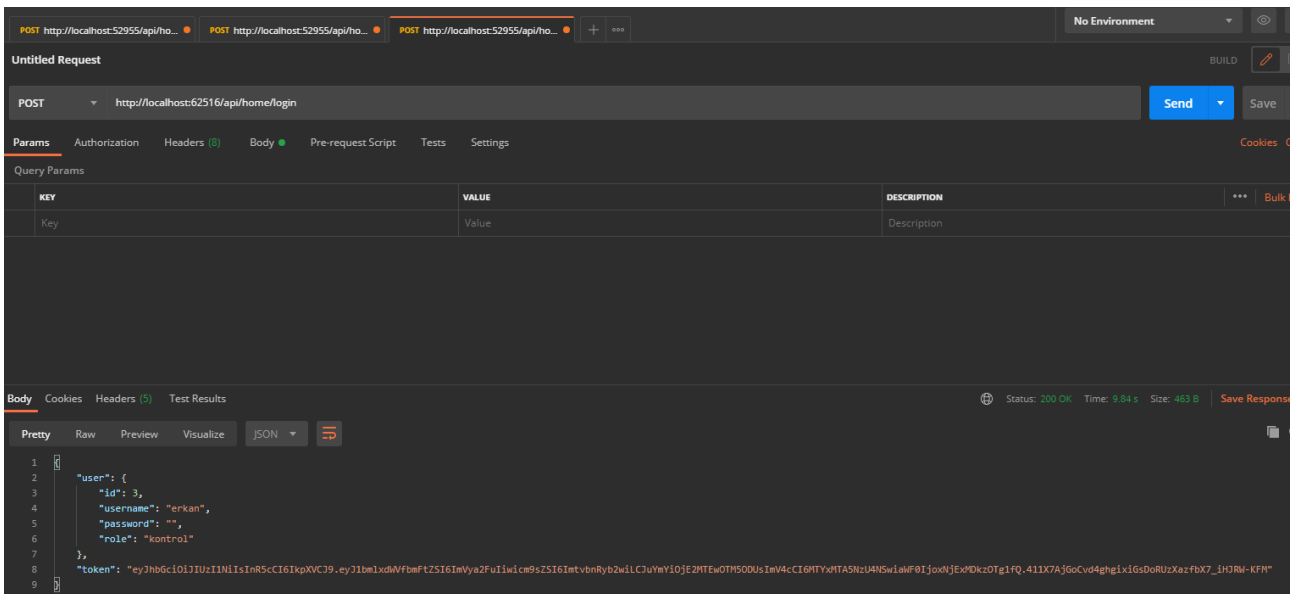 POST http://localhost:52955/api/ho... POST http://localhost:52955/api/ho... POST http://localhost:52955/api/ho... + ooo No Environment
Untitled Request BUILD
POST http://localhost:62516/api/home/login Send Save
Params Authorization Headers (8) Body Pre-request Script Tests Settings Cookies
Query Params
KEY VALUE DESCRIPTION ••• Bulk
Key Value Description
Body Cookies Headers (5) Test Results Status: 200 OK Time: 9.84 s Size: 463 B Save Response
Pretty Raw Preview Visualize JSON
1 {
2 "user": {
3 "id": 3,
4 "username": "erkan",
5 "password": "",
6 "role": "kontrol"
7 },
8 "token":
9 }